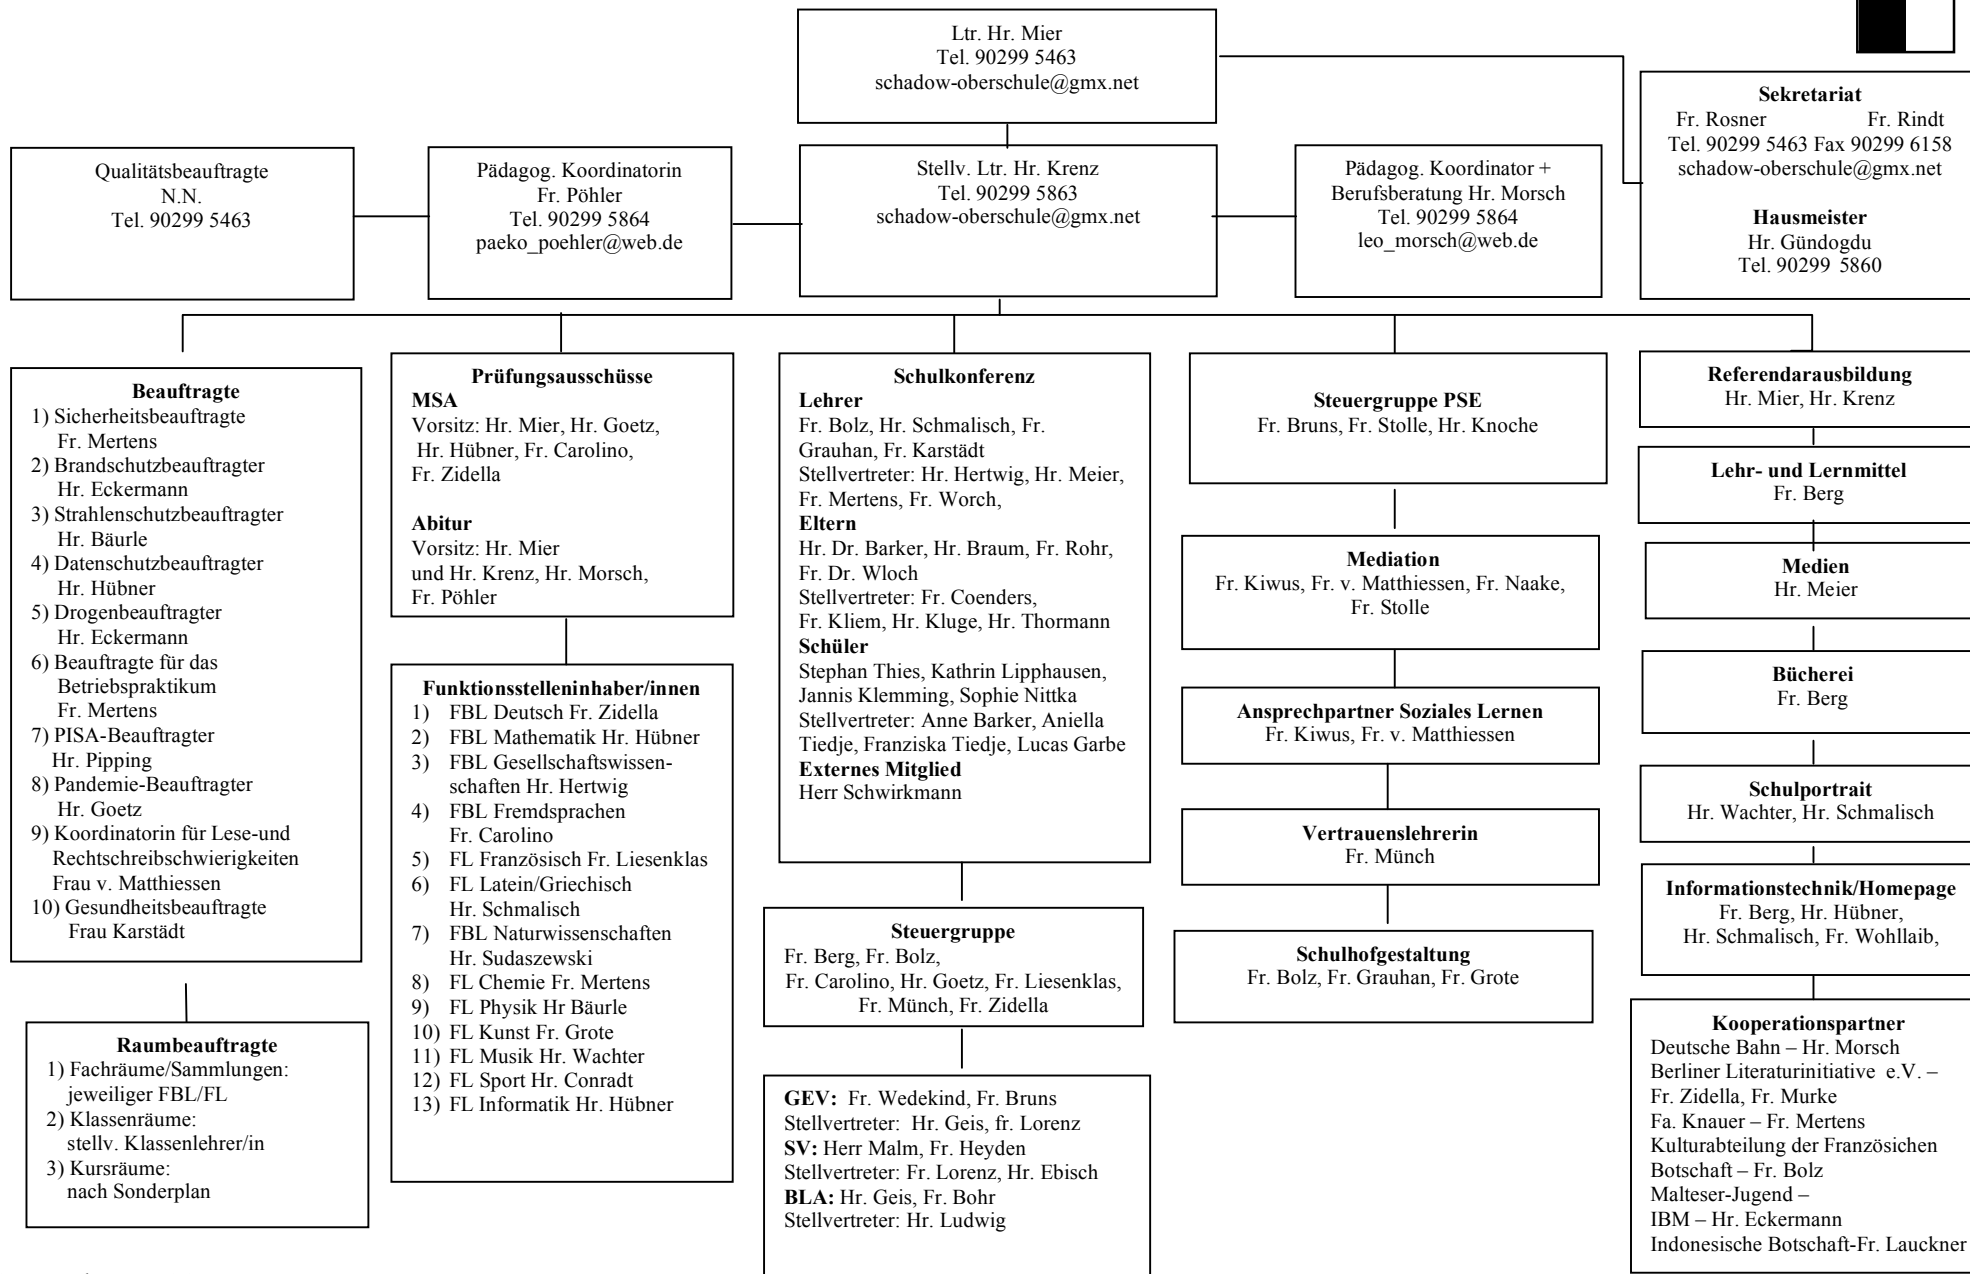 Ltr. Hr. Mier
Tel. 90299 5463
schadow-oberschule@gmx.net
Sekretariat
Fr. Rosner Fr. Rindt
Tel. 90299 5463 Fax 90299 6158
schadow-oberschule@gmx.net
Hausmeister
Hr. Gündogdu
Tel. 90299 5860
Qualitätsbeauftragte
N.N.
Tel. 90299 5463
Pädagog. Koordinatorin
Fr. Pöhler
Tel. 90299 5864
paeko_poehler@web.de
Stellv. Ltr. Hr. Krenz
Tel. 90299 5863
schadow-oberschule@gmx.net
Pädagog. Koordinator +
Berufsberatung Hr. Morsch
Tel. 90299 5864
leo_morsch@web.de
Beauftragte
1) Sicherheitsbeauftragte
Fr. Mertens
2) Brandschutzbeauftragter
Hr. Eckermann
3) Strahlenschutzbeauftragter
Hr. Bäurle
4) Datenschutzbeauftragter
Hr. Hübner
5) Drogenbeauftragter
Hr. Eckermann
6) Beauftragte für das
Betriebspraktikum
Fr. Mertens
7) PISA-Beauftragter
Hr. Pipping
8) Pandemie-Beauftragter
Hr. Goetz
9) Koordinatorin für Lese-und
Rechtschreibschwierigkeiten
Frau v. Matthiessen
10) Gesundheitsbeauftragte
Frau Karstädt
Raumbeauftragte
1) Fachräume/Sammlungen:
jeweiliger FBL/FL
2) Klassenräume:
stellv. Klassenlehrer/in
3) Kursräume:
nach Sonderplan
Prüfungsausschüsse
MSA
Vorsitz: Hr. Mier, Hr. Goetz,
Hr. Hübner, Fr. Carolino,
Fr. Zidella
Abitur
Vorsitz: Hr. Mier
und Hr. Krenz, Hr. Morsch,
Fr. Pöhler
Funktionsstelleninhaber/innen
1) FBL Deutsch Fr. Zidella
2) FBL Mathematik Hr. Hübner
3) FBL Gesellschaftswissen-
schaften Hr. Hertwig
4) FBL Fremdsprachen
Fr. Carolino
5) FL Französisch Fr. Liesenklas
6) FL Latein/Griechisch
Hr. Schmalisch
7) FBL Naturwissenschaften
Hr. Sudaszewski
8) FL Chemie Fr. Mertens
9) FL Physik Hr Bäurle
10) FL Kunst Fr. Grote
11) FL Musik Hr. Wachter
12) FL Sport Hr. Conradt
13) FL Informatik Hr. Hübner
Schulkonferenz
Lehrer
Fr. Bolz, Hr. Schmalisch, Fr.
Grauhan, Fr. Karstädt
Stellvertreter: Hr. Hertwig, Hr. Meier,
Fr. Mertens, Fr. Worch,
Eltern
Hr. Dr. Barker, Hr. Braum, Fr. Rohr,
Fr. Dr. Wloch
Stellvertreter: Fr. Coenders,
Fr. Kliem, Hr. Kluge, Hr. Thormann
Schüler
Stephan Thies, Kathrin Lipphausen,
Jannis Klemming, Sophie Nittka
Stellvertreter: Anne Barker, Aniella
Tiedje, Franziska Tiedje, Lucas Garbe
Externes Mitglied
Herr Schwirkmann
Steuergruppe
Fr. Berg, Fr. Bolz,
Fr. Carolino, Hr. Goetz, Fr. Liesenklas,
Fr. Münch, Fr. Zidella
GEV: Fr. Wedekind, Fr. Bruns
Stellvertreter: Hr. Geis, fr. Lorenz
SV: Herr Malm, Fr. Heyden
Stellvertreter: Fr. Lorenz, Hr. Ebisch
BLA: Hr. Geis, Fr. Bohr
Stellvertreter: Hr. Ludwig
Steuergruppe PSE
Fr. Bruns, Fr. Stolle, Hr. Knoche
Mediation
Fr. Kiwus, Fr. v. Matthiessen, Fr. Naake,
Fr. Stolle
Ansprechpartner Soziales Lernen
Fr. Kiwus, Fr. v. Matthiessen
Vertrauenslehrerin
Fr. Münch
Schulhofgestaltung
Fr. Bolz, Fr. Grauhan, Fr. Grote
Referendarausbildung
Hr. Mier, Hr. Krenz
Lehr- und Lernmittel
Fr. Berg
Medien
Hr. Meier
Bücherei
Fr. Berg
Schulportrait
Hr. Wachter, Hr. Schmalisch
Informationstechnik/Homepage
Fr. Berg, Hr. Hübner,
Hr. Schmalisch, Fr. Wohllaib,
Kooperationspartner
Deutsche Bahn – Hr. Morsch
Berliner Literaturinitiative e.V. –
Fr. Zidella, Fr. Murke
Fa. Knauer – Fr. Mertens
Kulturabteilung der Französichen
Botschaft – Fr. Bolz
Malteser-Jugend –
IBM – Hr. Eckermann
Indonesische Botschaft-Fr. Lauckner